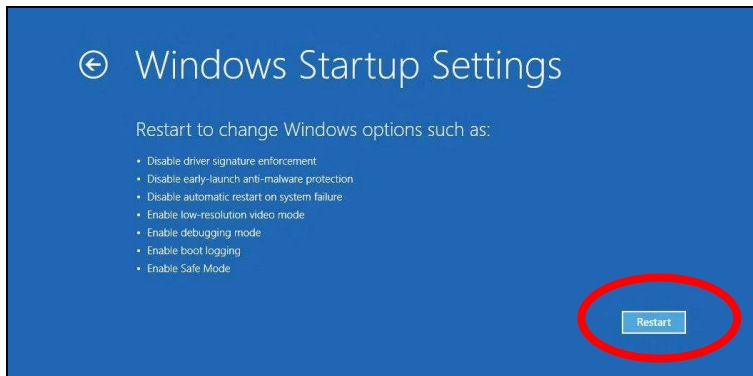 Windows Startup Settings
Restart to change Windows options such as:
• Disable driver signature enforcement
• Disable early-launch anti-malware protection
• Disable automatic restart on system failure
• Enable low-resolution video mode
• Enable debugging mode
• Enable boot logging
• Enable Safe Mode
Restart